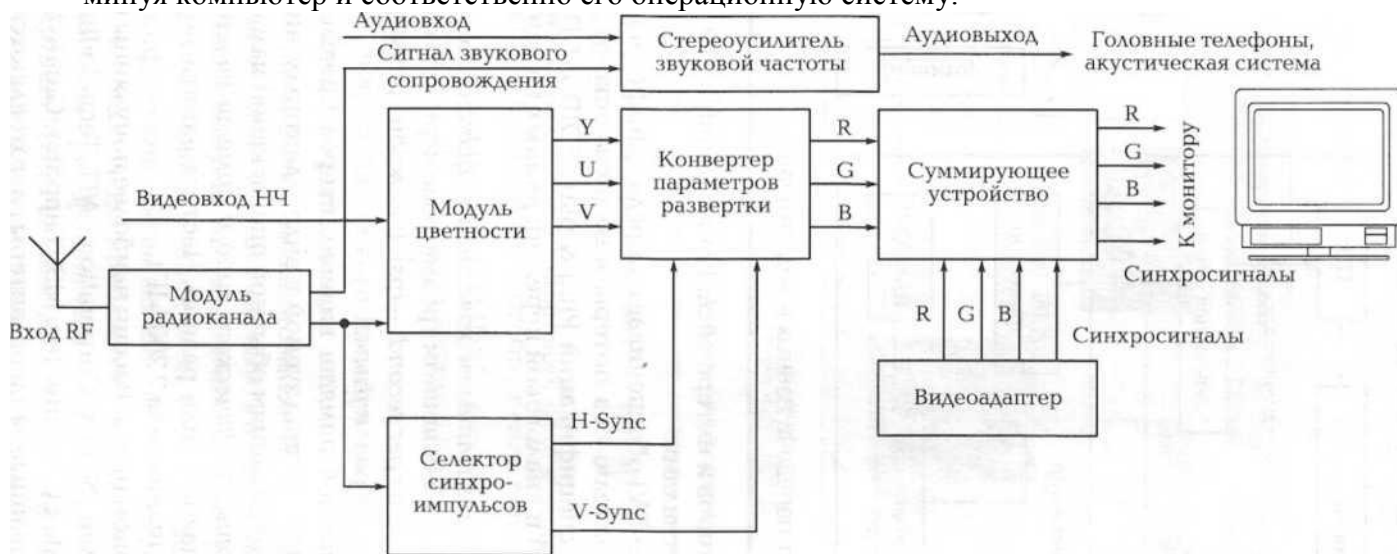 минуя компьютер и соответственно его операционную систему.
Аудиовход
Сигнал звукового
сопровождения
Стереоусилитель
звуковой частоты
Аудиовыход
Головные телефоны,
акустическая система
Видеовход НЧ
Модуль
цветности
Y
U
V
Конвертер
параметров
развертки
R
G
B
Суммирующее
устройство
R
G
B
К монитору
Синхросигналы
Вход RF
Модуль
радиоканала
R
G
B
Синхросигналы
Видеоадаптер
Селектор
синхро-
импульсов
H-Sync
V-Sync